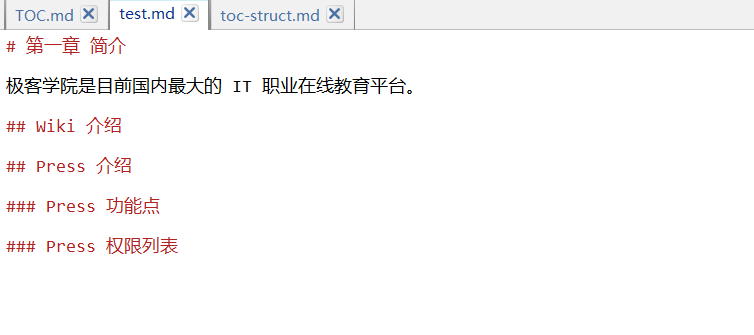 TOC.md test.md toc-struct.md
# 第一章 简介
极客学院是目前国内最大的 IT 职业在线教育平台。
## Wiki 介绍
## Press 介绍
### Press 功能点
### Press 权限列表